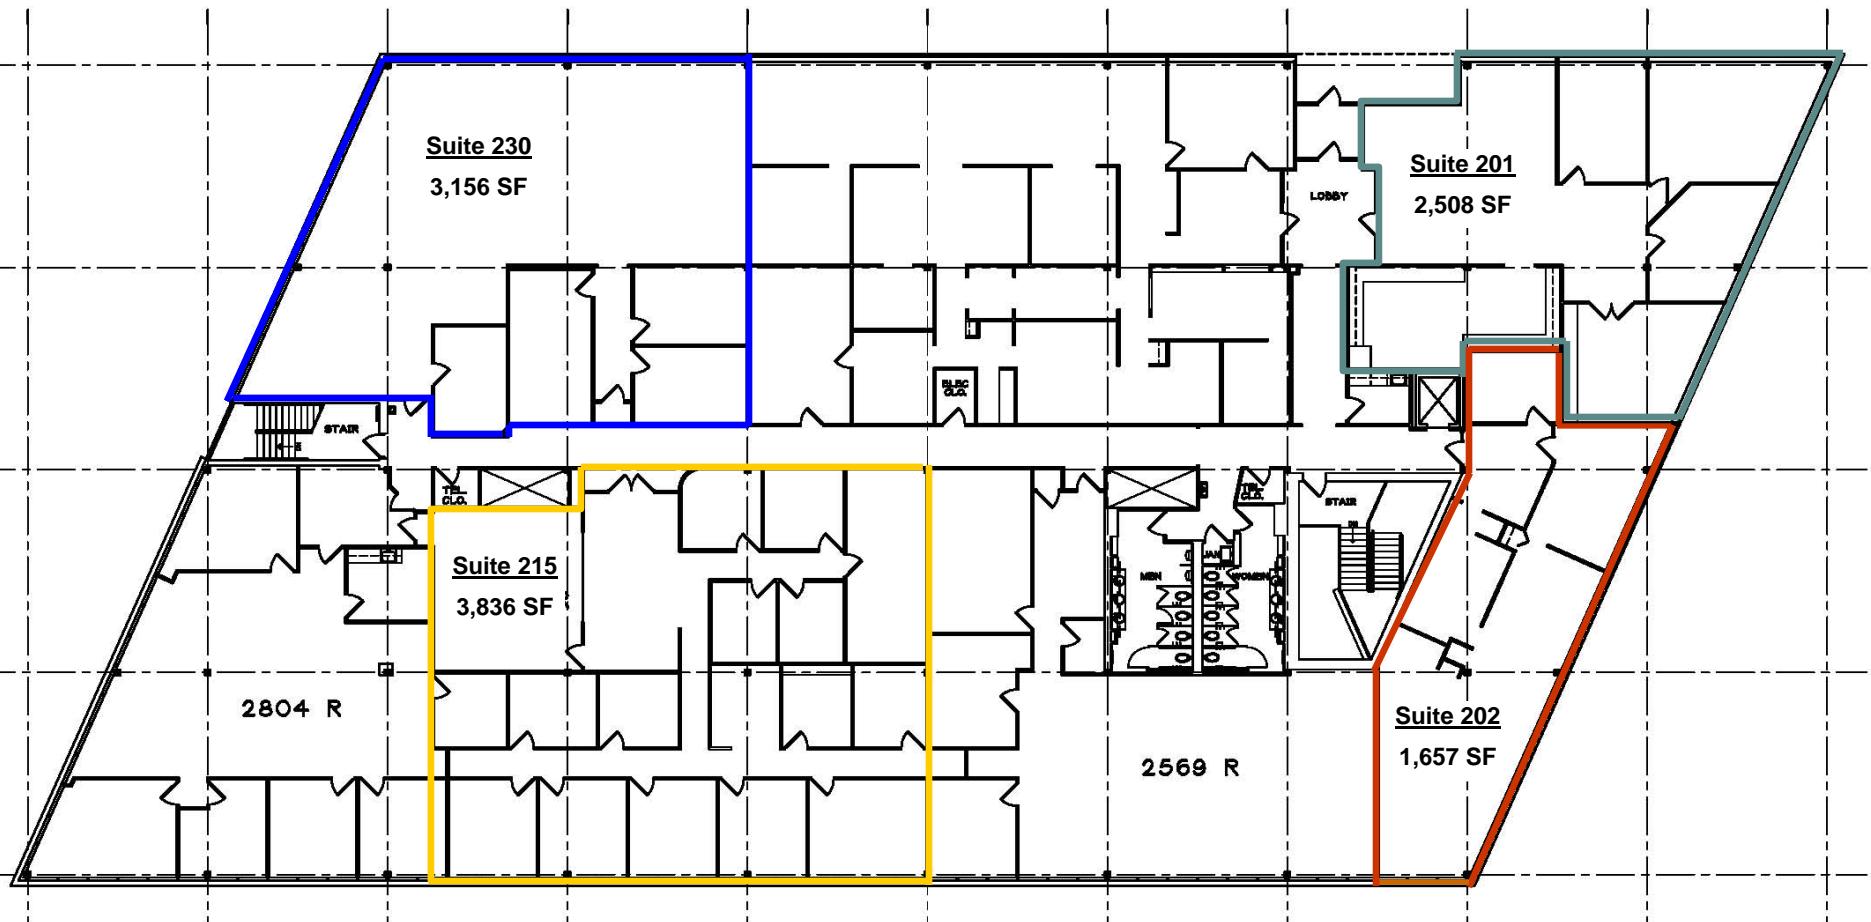 Suite 230
3,156 SF
Suite 201
2,508 SF
LOBBY
ELEC
CLO.
STAIR
TEL.
CLO.
TEL.
CLO.
STAIR
DN
Suite 215
3,836 SF
MEN
JAN
WOMEN
2804 R
2569 R
Suite 202
1,657 SF